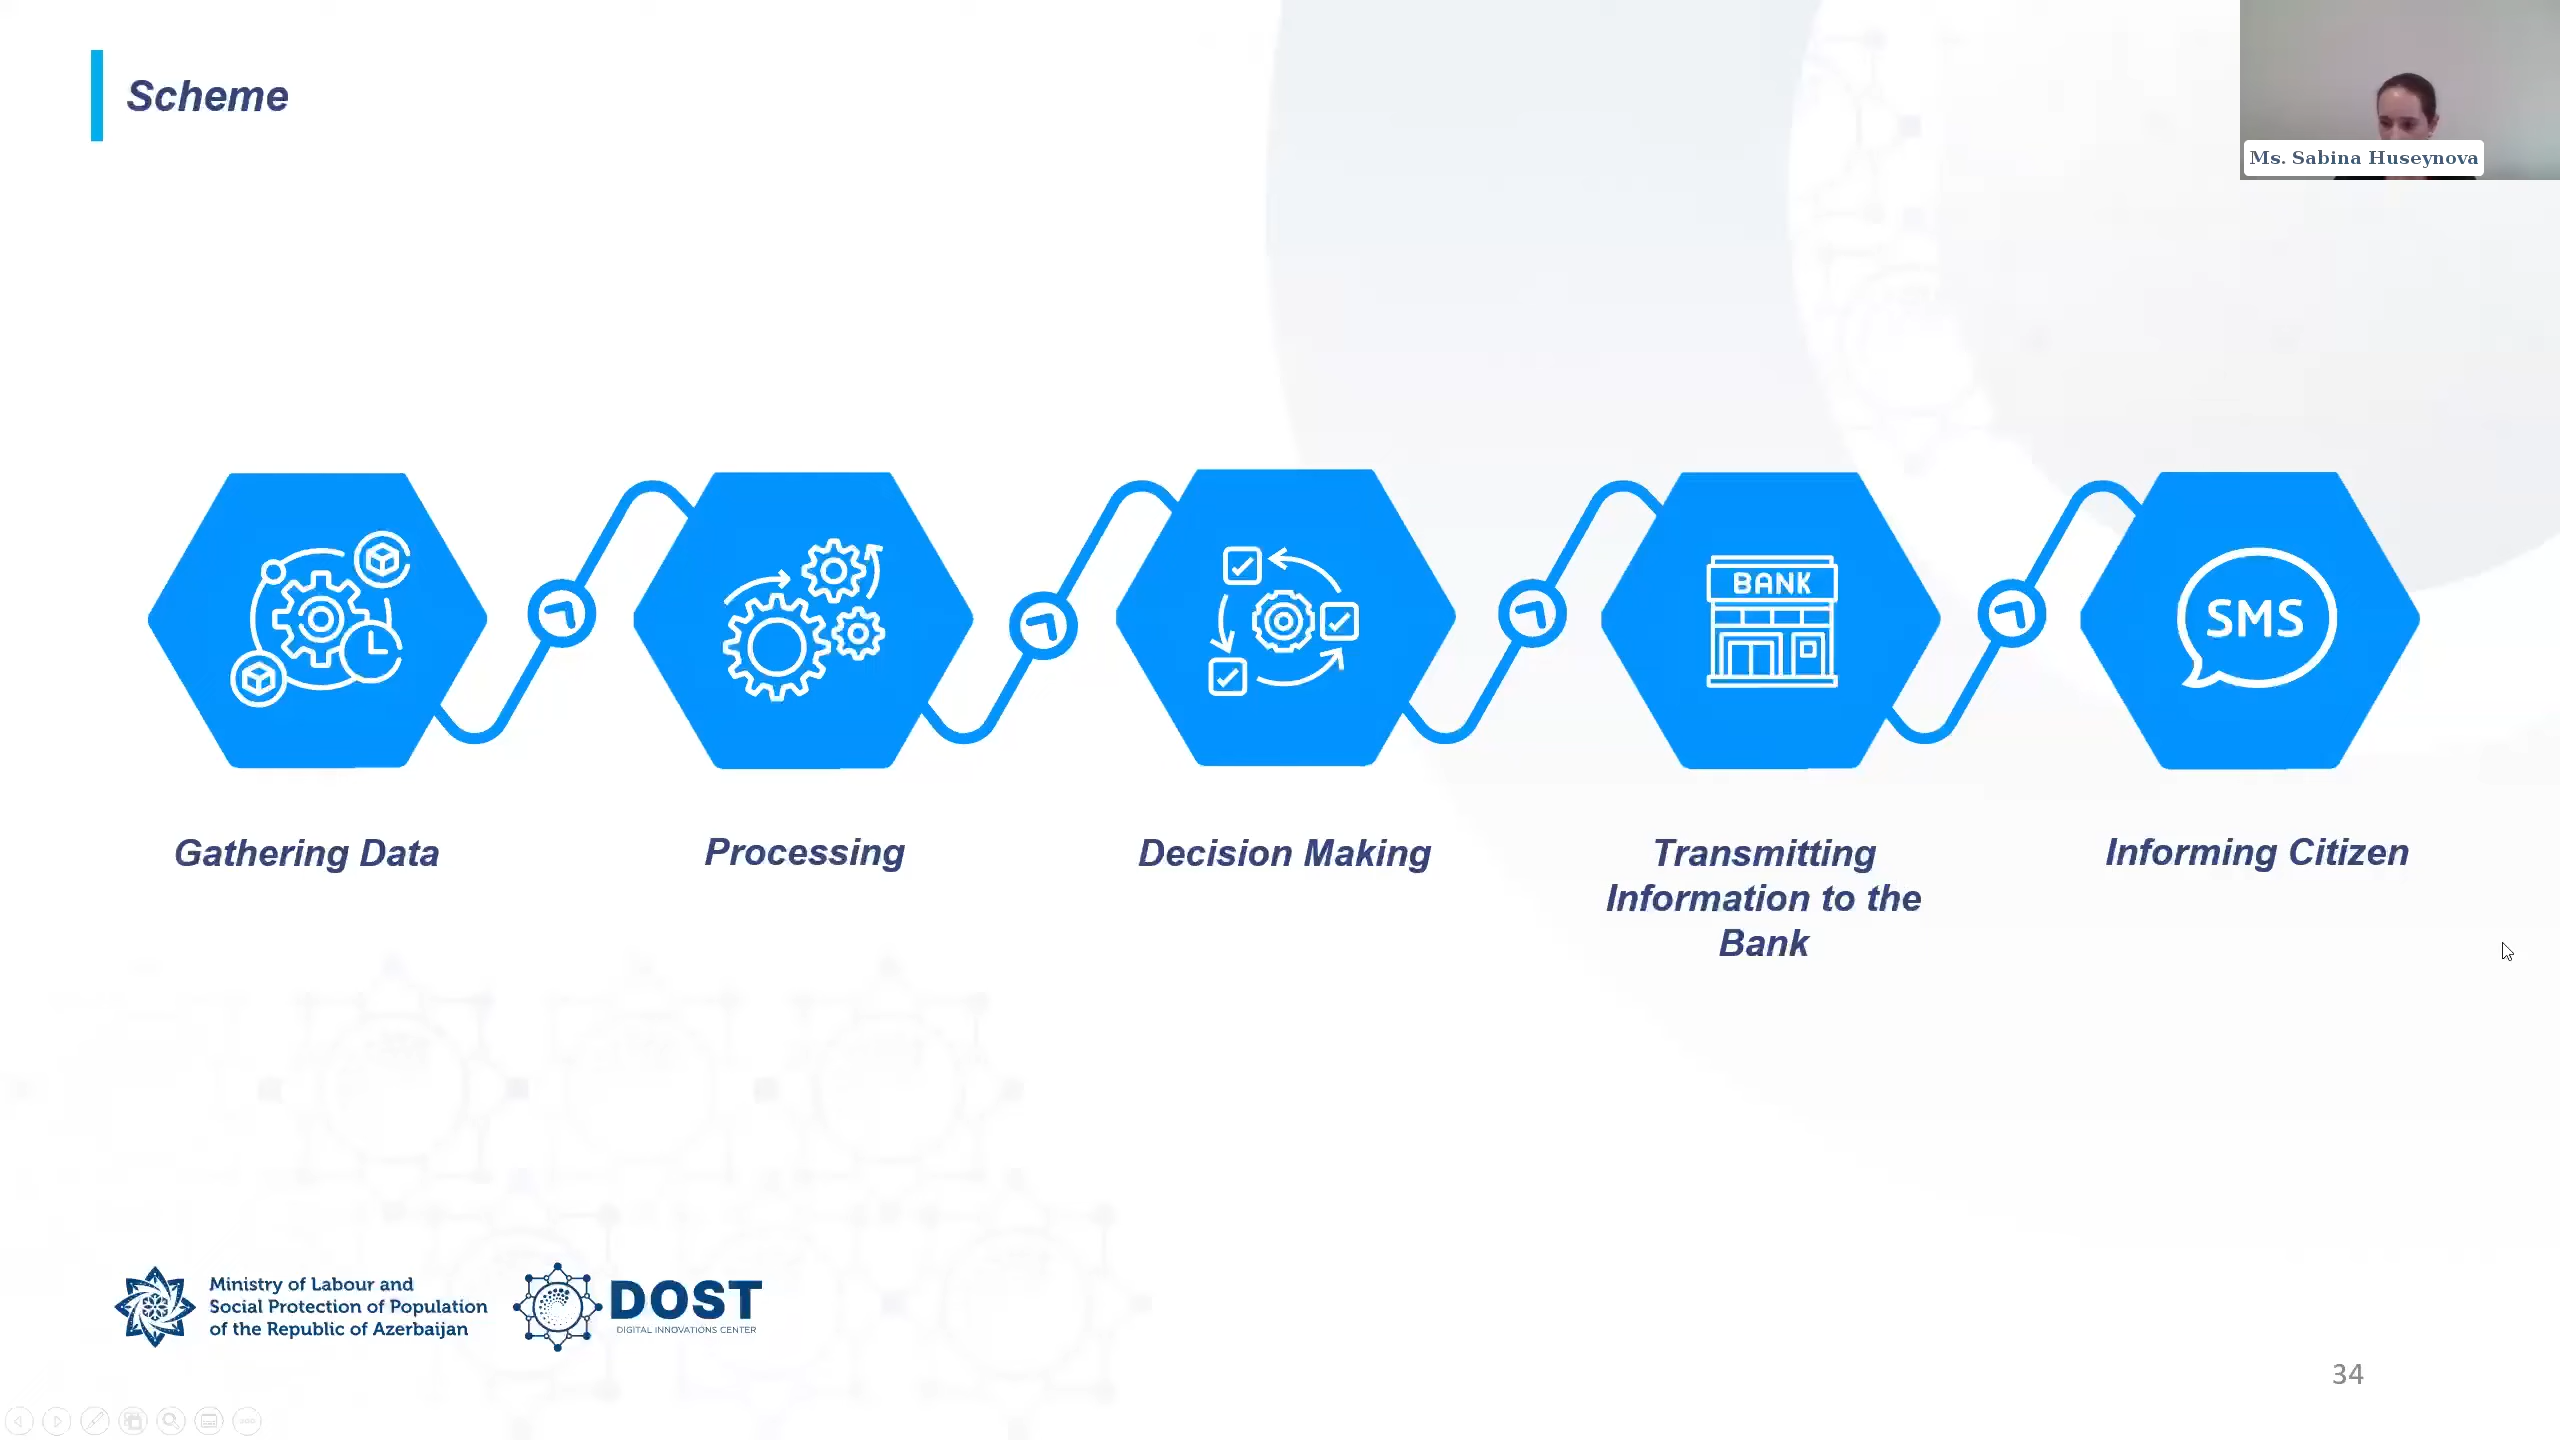 Scheme
Ms. Sabina Huseynova
BANK
SMS
Gathering Data
Processing
Decision Making
Transmitting
Information to the
Bank
Informing Citizen
Ministry of Labour and
Social Protection of Population
of the Republic of Azerbaijan
DOST
DIGITAL INNOVATIONS CENTER
34